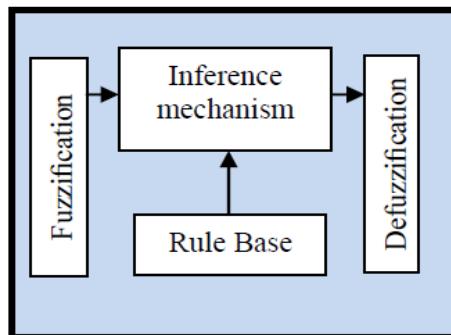 Fuzzification
Inference
mechanism
Rule Base
Defuzzification